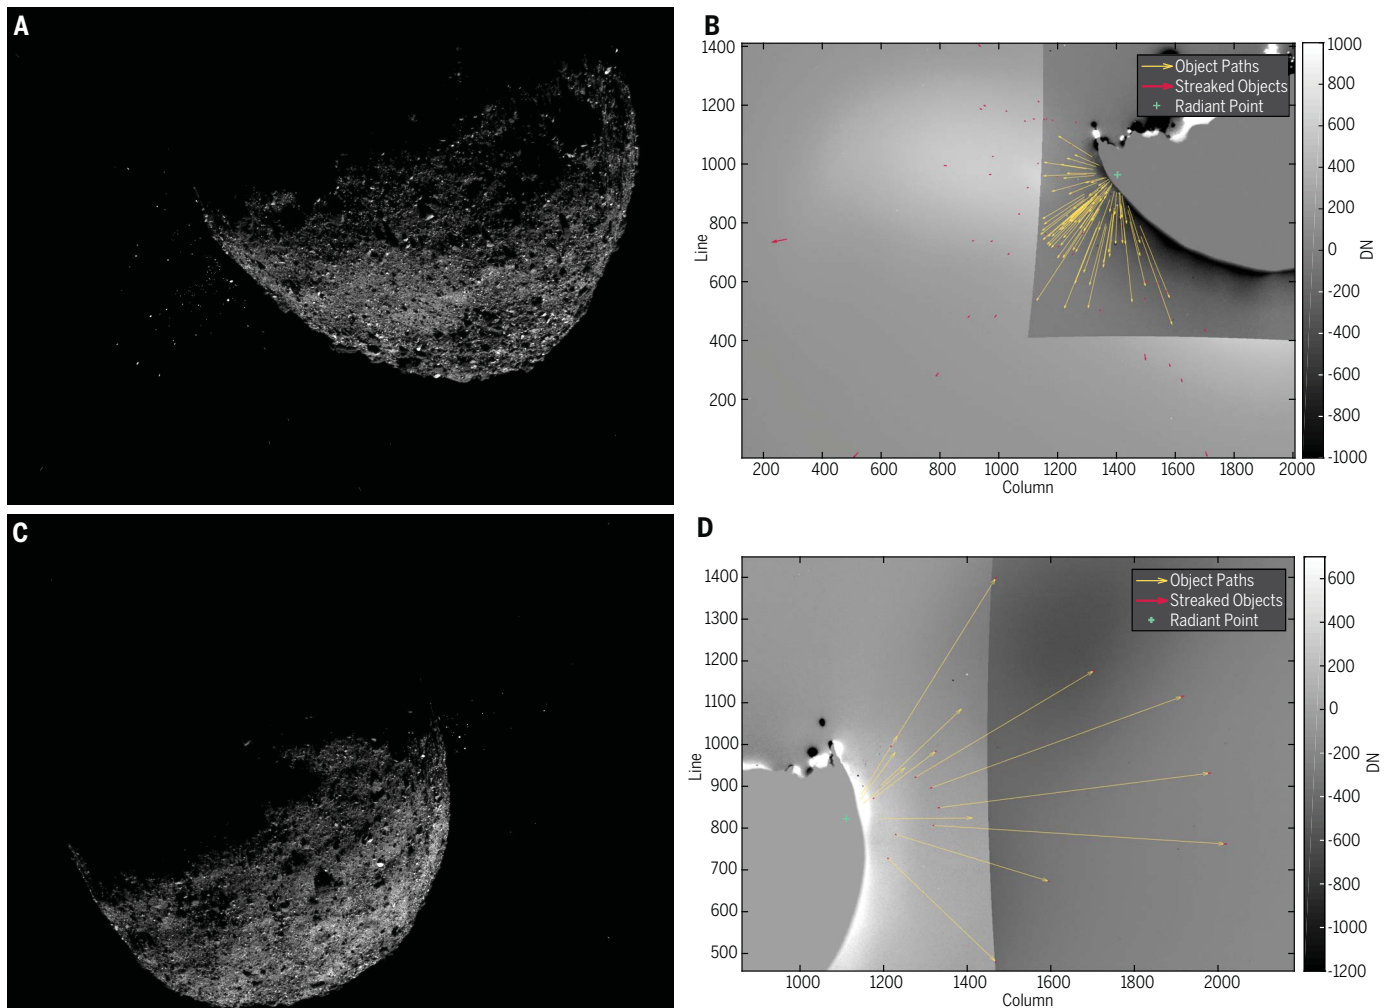 A
B
1400
1200
1000
800
600
400
200
Line
200 400 600 800 1000 1200 1400 1600 1800 2000
Column
Object Paths
Streaked Objects
Radiant Point
1000
800
600
400
200
0
-200
-400
-600
-800
-1000
DN
C
D
1400
1300
1200
1100
1000
900
800
700
600
500
Line
1000 1200 1400 1600 1800 2000
Column
Object Paths
Streaked Objects
Radiant Point
600
400
200
0
-200
-400
-600
-800
-1000
-1200
DN